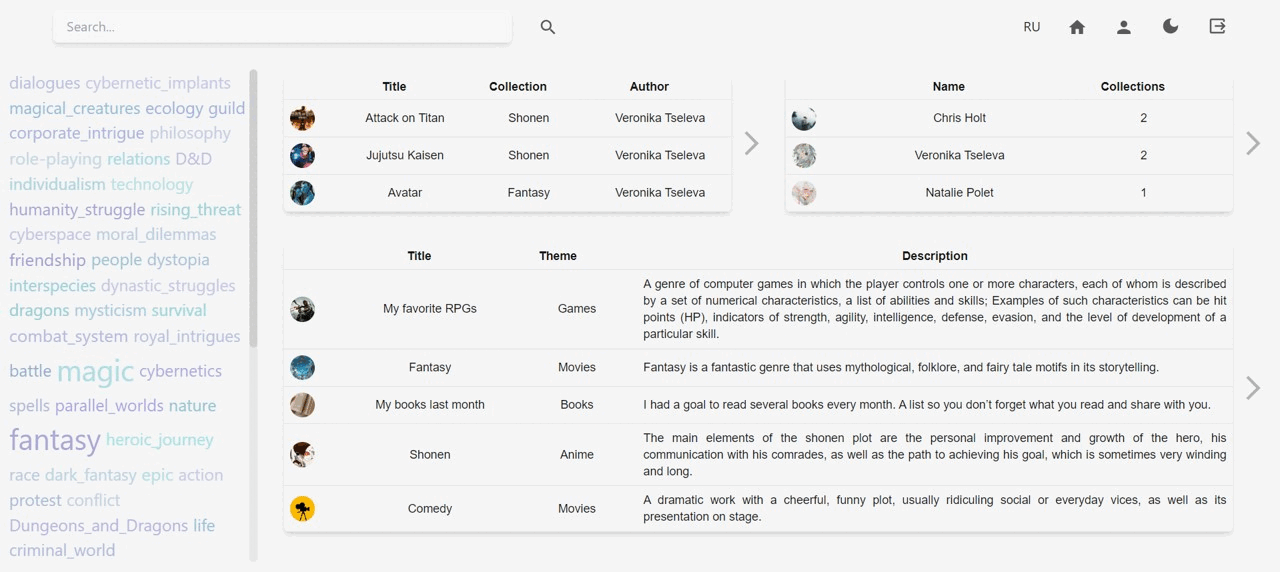 Search...
RU
dialogues cybernetic_implants
magical_creatures ecology guild
corporate_intrigue philosophy
role-playing relations D&D
individualism technology
humanity_struggle rising_threat
cyberspace moral_dilemmas
friendship people dystopia
interspecies dynastic_struggles
dragons mysticism survival
combat_system royal_intrigues
battle magic cybernetics
spells parallel_worlds nature
fantasy heroic_journey
race dark_fantasy epic action
protest conflict
Dungeons_and_Dragons life
criminal_world
Title Collection Author
Attack on Titan Shonen Veronika Tseleva
Jujutsu Kaisen Shonen Veronika Tseleva
Avatar Fantasy Veronika Tseleva
Name Collections
Chris Holt 2
Veronika Tseleva 2
Natalie Polet 1
Title Theme Description
My favorite RPGs Games A genre of computer games in which the player controls one or more characters, each of whom is described
by a set of numerical characteristics, a list of abilities and skills; Examples of such characteristics can be hit
points (HP), indicators of strength, agility, intelligence, defense, evasion, and the level of development of a
particular skill.
Fantasy Movies Fantasy is a fantastic genre that uses mythological, folklore, and fairy tale motifs in its storytelling.
My books last month Books I had a goal to read several books every month. A list so you don't forget what you read and share with you.
Shonen Anime The main elements of the shonen plot are the personal improvement and growth of the hero, his
communication with his comrades, as well as the path to achieving his goal, which is sometimes very winding
and long.
Comedy Movies A dramatic work with a cheerful, funny plot, usually ridiculing social or everyday vices, as well as its
presentation on stage.